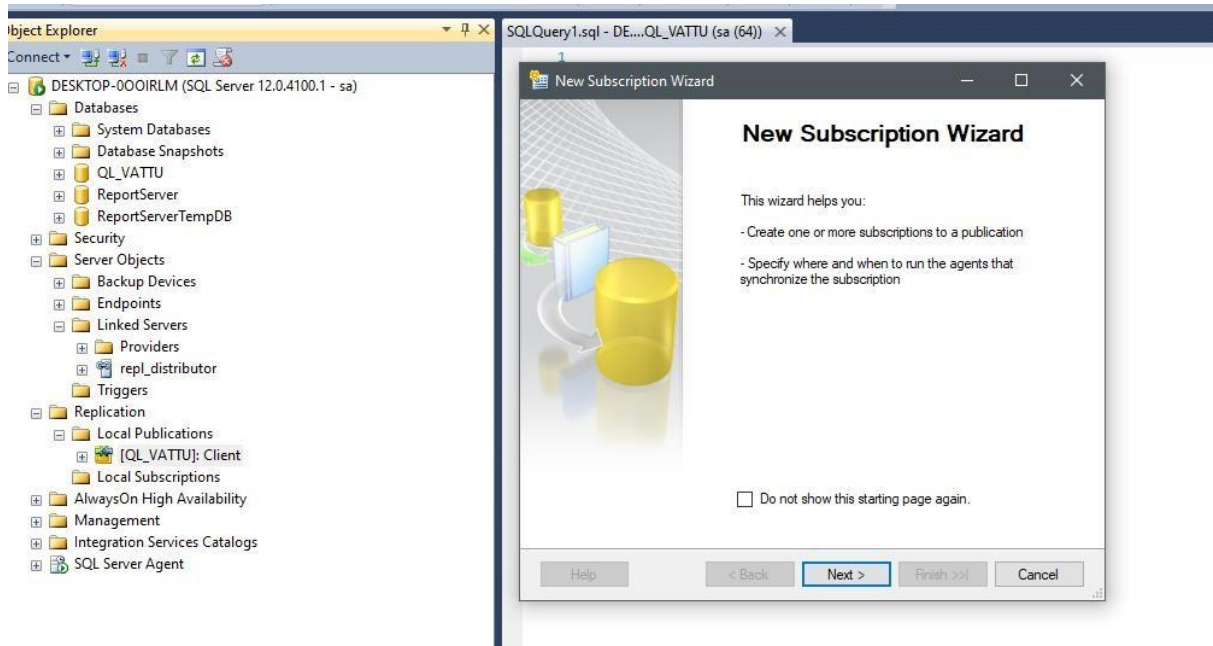 Object Explorer
Connect
DESKTOP-0OOIRLM (SQL Server 12.0.4100.1 - sa)
Databases
System Databases
Database Snapshots
QL_VATTU
ReportServer
ReportServerTempDB
Security
Server Objects
Backup Devices
Endpoints
Linked Servers
Providers
repl_distributor
Triggers
Replication
Local Publications
[QL_VATTU]: Client
Local Subscriptions
AlwaysOn High Availability
Management
Integration Services Catalogs
SQL Server Agent
SQLQuery1.sql - DE....QL_VATTU (sa (64))
1
New Subscription Wizard
New Subscription Wizard
This wizard helps you:
- Create one or more subscriptions to a publication
- Specify where and when to run the agents that
synchronize the subscription
Do not show this starting page again.
Help
< Back
Next >
Finish >>|
Cancel